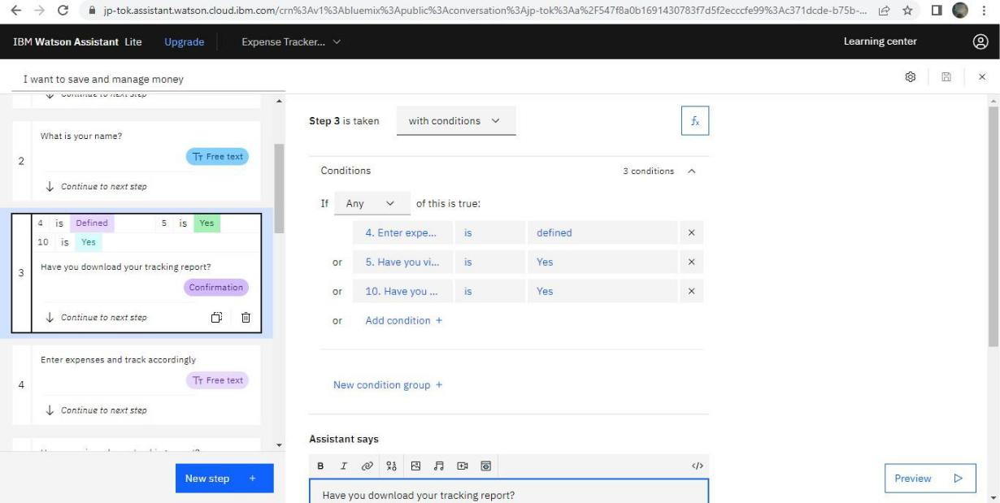 jp-tok.assistant.watson.cloud.ibm.com/crn%3Av1%3Abluemix%3Apublic%3Aconversation%3Ajp-tok%3Aa%2F547f8a0b1691430783f7d5f2ecccfe99%3Ac371dcde-b75b-...
IBM Watson Assistant Lite Upgrade Expense Tracker... Learning center
I want to save and manage money
Continue to next step
2
What is your name?
Free text
Continue to next step
4 is Defined 5 is Yes
10 is Yes
3
Have you download your tracking report?
Confirmation
Continue to next step
4
Enter expenses and track accordingly
Free text
Continue to next step
New step +
Step 3 is taken with conditions fx
Conditions 3 conditions
If Any of this is true:
4. Enter expe... is defined ×
or 5. Have you vi... is Yes ×
or 10. Have you ... is Yes ×
or Add condition +
New condition group +
Assistant says
B I </>
Have you download your tracking report?
Preview